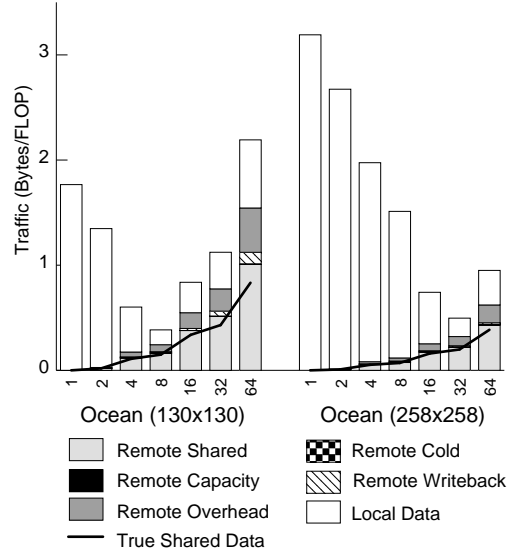 Traffic (Bytes/FLOP)
3
2
1
0
1 2 4 8 16 32 64
1 2 4 8 16 32 64
Ocean (130x130)
Ocean (258x258)
Remote Shared
Remote Cold
Remote Capacity
Remote Writeback
Remote Overhead
Local Data
True Shared Data